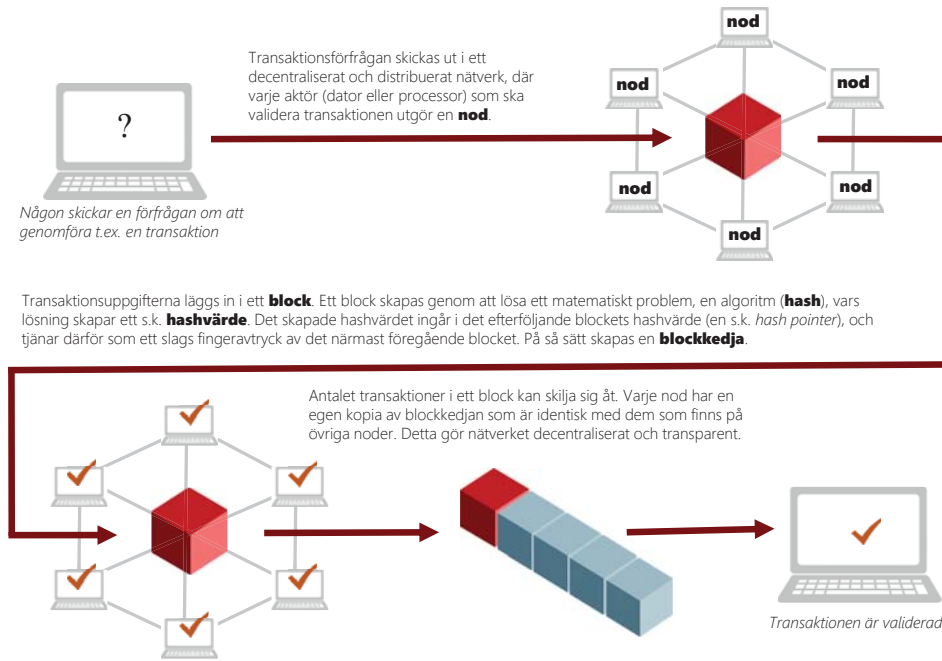 nod
Transaktionsförfrågan skickas ut i ett
decentraliserat och distribuerat nätverk, där
varje aktör (dator eller processor) som ska
validera transaktionen utgör en nod.
nod
nod
?
nod
nod
nod
Någon skickar en förfrågan om att
genomföra t.ex. en transaktion
Transaktionsuppgifterna läggs in i ett block. Ett block skapas genom att lösa ett matematiskt problem, en algoritm (hash), vars
lösning skapar ett s.k. hashvärde. Det skapade hashvärdet ingår i det efterföljande blockets hashvärde (en s.k. hash pointer), och
tjänar därför som ett slags fingeravtryck av det närmast föregående blocket. På så sätt skapas en blockkedja.
Antalet transaktioner i ett block kan skilja sig åt. Varje nod har en
egen kopia av blockkedjan som är identisk med dem som finns på
övriga noder. Detta gör nätverket decentraliserat och transparent.
Transaktionen är validerad